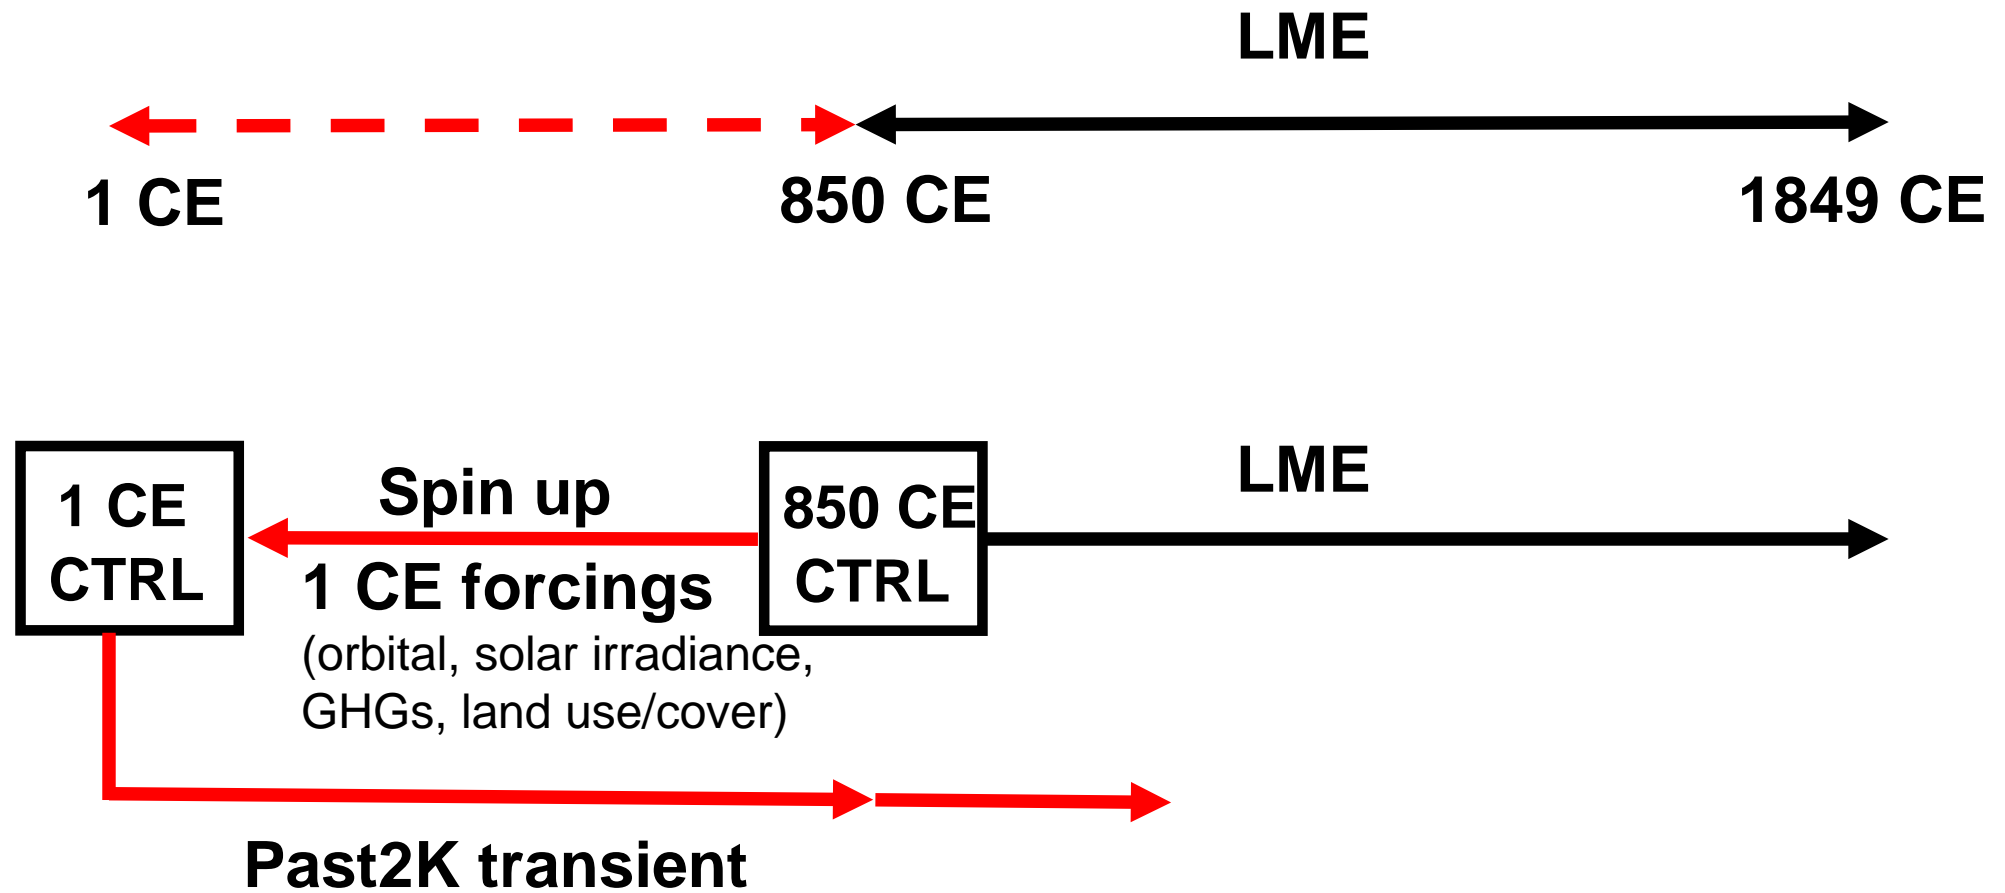 LME
1 CE
850 CE
1849 CE
1 CE
CTRL
Spin up
1 CE forcings
(orbital, solar irradiance,
GHGs, land use/cover)
850 CE
CTRL
LME
Past2K transient